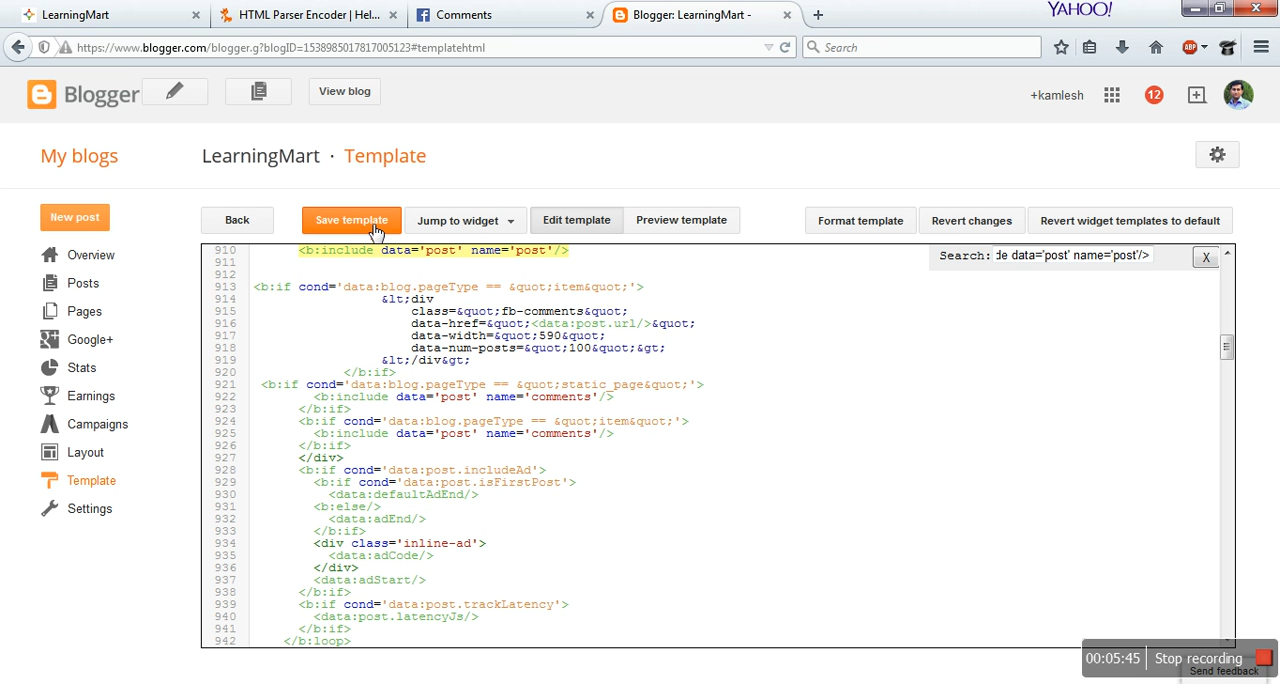 LearningMart
HTML Parser Encoder | Hel...
Comments
Blogger: LearningMart -
YAHOO!
https://www.blogger.com/blogger.g?blogID=153898501781700​5123#templatehtml
Search
ABP
Blogger
View blog
+kamlesh
12
My blogs
LearningMart · Template
New post
Overview
Posts
Pages
Google+
Stats
Earnings
Campaigns
Layout
Template
Settings
Back
Save template
Jump to widget
Edit template
Preview template
Format template
Revert changes
Revert widget templates to default
Search: de data='post' name='post'/>
X
910 <b:include data='post' name='post'/>
911
912
913 <b:if cond='data:blog.pageType == &quot;item&quot;'>
914 &lt;div
915 class=&quot;fb-comments&quot;
916 data-href=&quot;<data:post.url/>&quot;
917 data-width=&quot;590&quot;
918 data-num-posts=&quot;100&quot;&gt;
919 &lt;/div&gt;
920 </b:if>
921 <b:if cond='data:blog.pageType == &quot;static_page&quot;'>
922 <b:include data='post' name='comments'/>
923 </b:if>
924 <b:if cond='data:blog.pageType == &quot;item&quot;'>
925 <b:include data='post' name='comments'/>
926 </b:if>
927 </div>
928 <b:if cond='data:post.includeAd'>
929 <b:if cond='data:post.isFirstPost'>
930 <data:defaultAdEnd/>
931 <b:else/>
932 <data:adEnd/>
933 </b:if>
934 <div class='inline-ad'>
935 <data:adCode/>
936 </div>
937 <data:adStart/>
938 </b:if>
939 <b:if cond='data:post.trackLatency'>
940 <data:post.latencyJs/>
941 </b:if>
942 </b:loop>
00:05:45 Stop recording
Send feedback